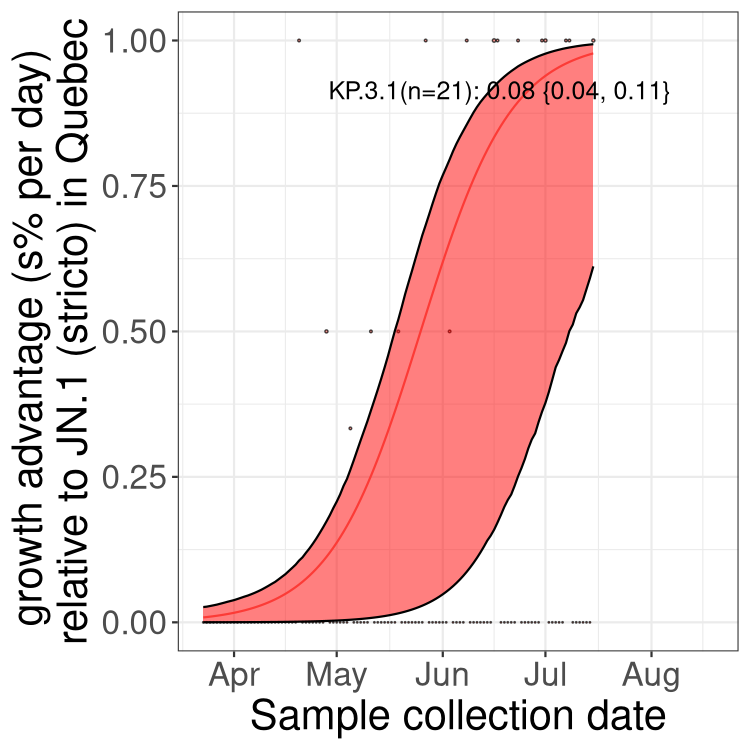 growth advantage (s% per day)
relative to JN.1 (stricto) in Quebec
1.00
0.75
0.50
0.25
0.00
KP.3.1(n=21): 0.08 {0.04, 0.11}
Apr May Jun Jul Aug
Sample collection date